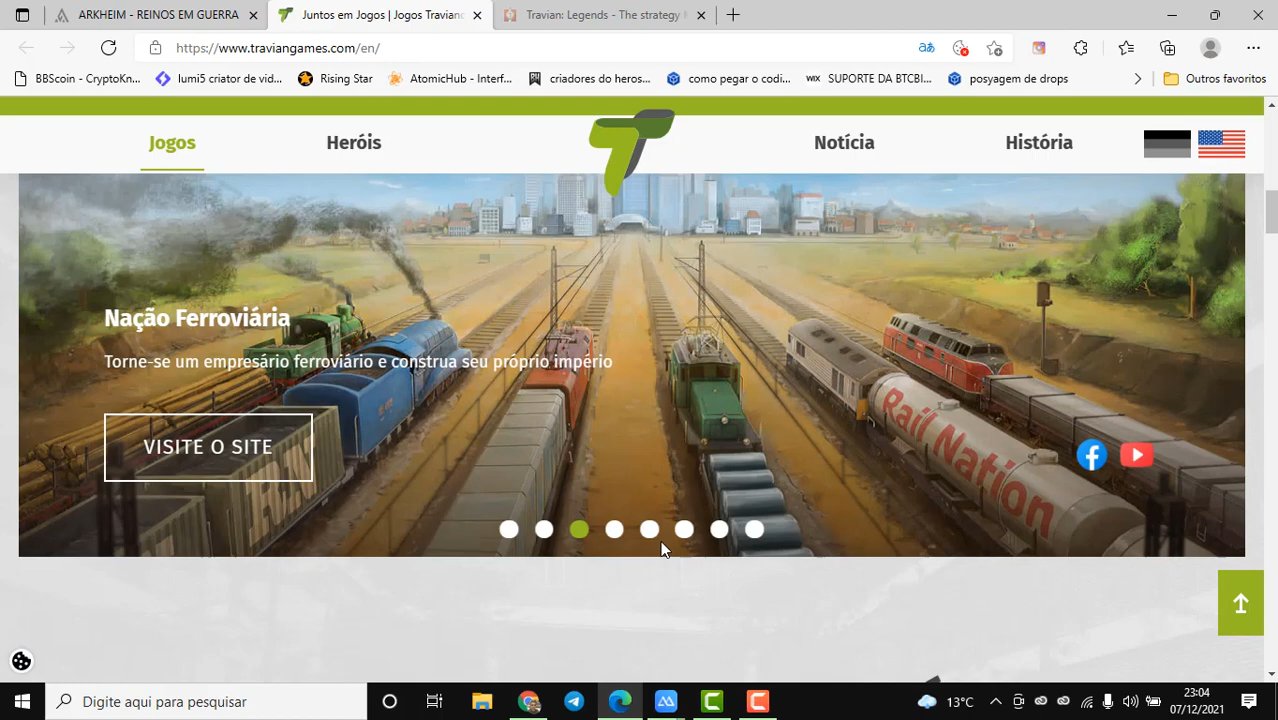 ARKHEIM - REINOS EM GUERRA
Juntos em Jogos | Jogos Travian
Travian: Legends - The strategy
https://www.traviangames.com/en/
BBScoin - CryptoKn...
lumi5 criator de vid...
Rising Star
AtomicHub - Interf...
criadores do heros...
como pegar o codi...
WIX
SUPORTE DA BTCBI...
posyagem de drops
Outros favoritos
Jogos
Heróis
Notícia
História
Nação Ferroviária
Torne-se um empresário ferroviário e construa seu próprio império
VISITE O SITE
Rail Nation
Digite aqui para pesquisar
13°C
23:04
07/12/2021